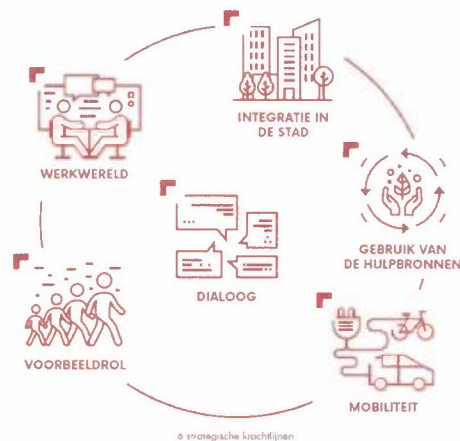 INTEGRATIE IN
DE STAD
WERKWERELD
GEBRUIK VAN
DE HULPBRONNEN
DIALOOG
VOORBEELDROL
MOBILITEIT
6 strategische krachtlijnen